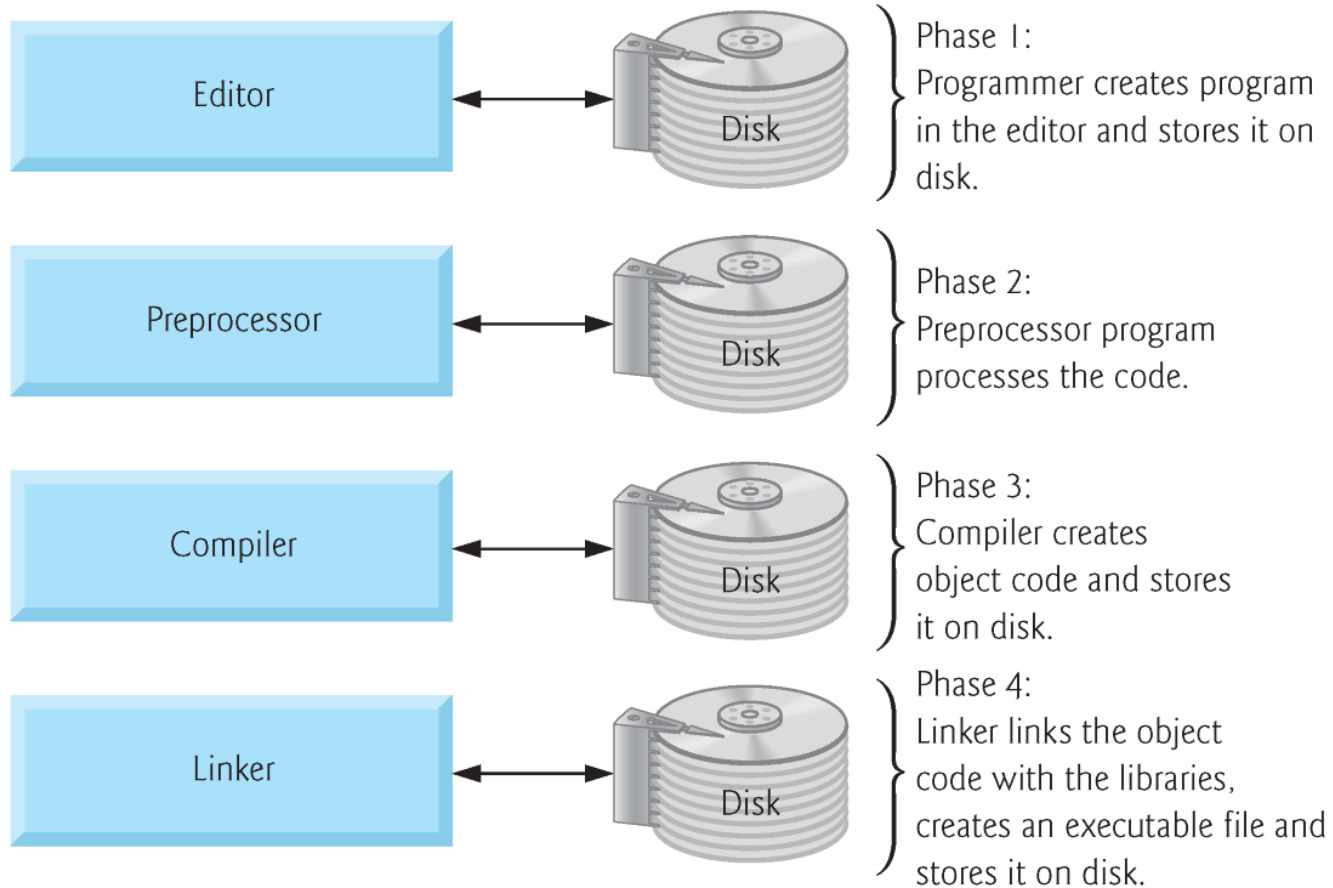 Editor
Disk
Phase 1:
Programmer creates program
in the editor and stores it on
disk.
Preprocessor
Disk
Phase 2:
Preprocessor program
processes the code.
Compiler
Disk
Phase 3:
Compiler creates
object code and stores
it on disk.
Linker
Disk
Phase 4:
Linker links the object
code with the libraries,
creates an executable file and
stores it on disk.